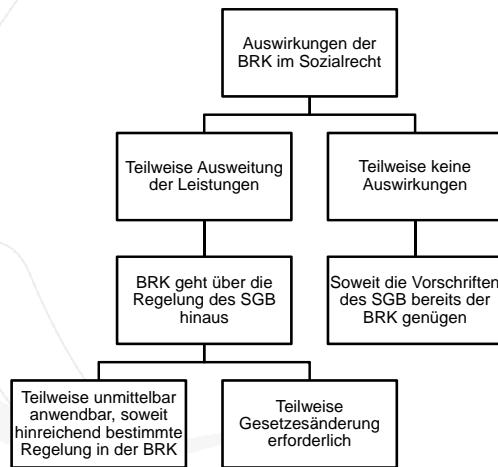 Auswirkungen der
BRK im Sozialrecht
Teilweise Ausweitung
der Leistungen
Teilweise keine
Auswirkungen
BRK geht über die
Regelung des SGB
hinaus
Soweit die Vorschriften
des SGB bereits der
BRK genügen
Teilweise unmittelbar
anwendbar, soweit
hinreichend bestimmte
Regelung in der BRK
Teilweise
Gesetzesänderung
erforderlich